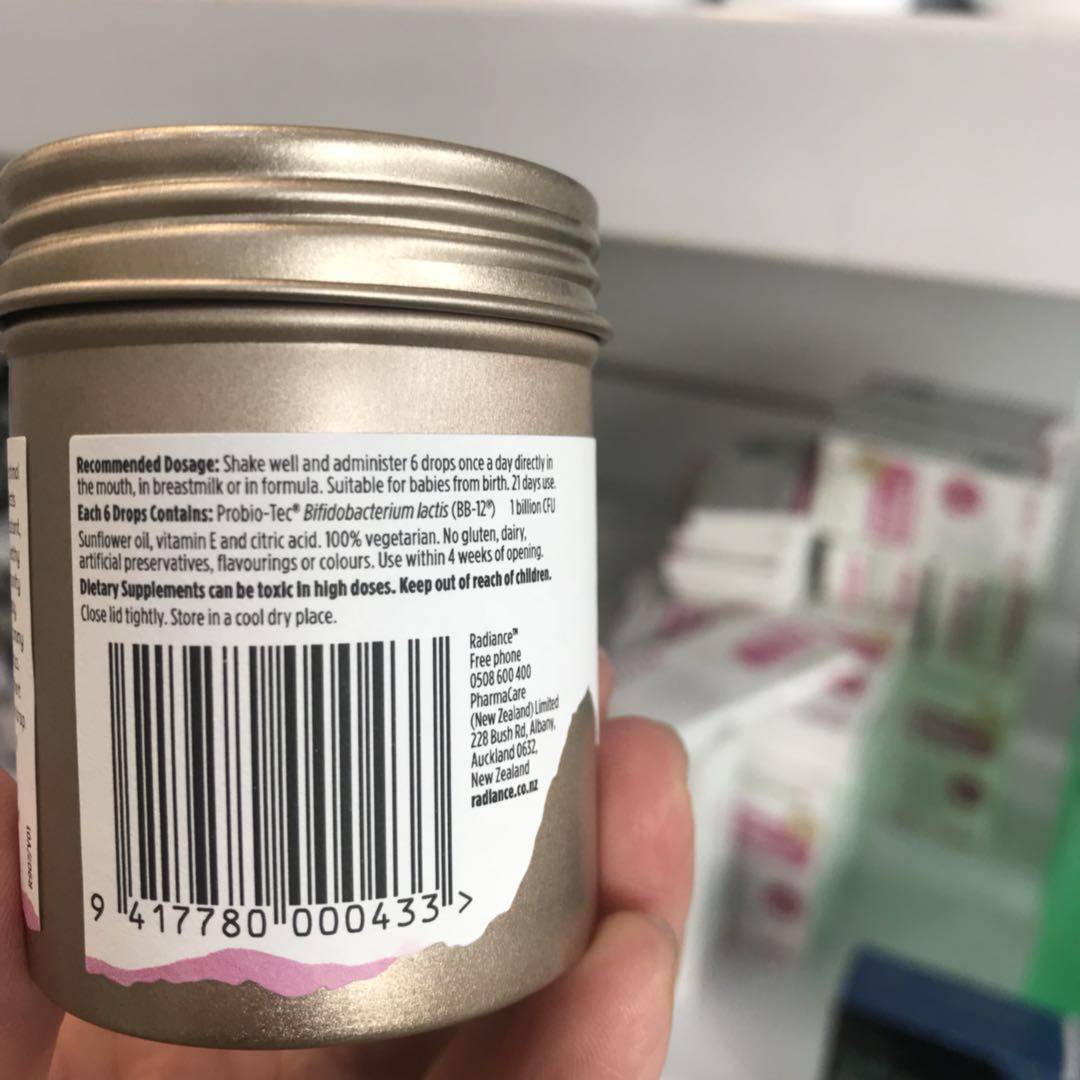 Recommended Dosage: Shake well and administer 6 drops once a day directly in
the mouth, in breastmilk or in formula. Suitable for babies from birth. 21 days use.
Each 6 Drops Contains: Probio-Tec® Bifidobacterium lactis (BB-12®) 1 billion CFU
Sunflower oil, vitamin E and citric acid. 100% vegetarian. No gluten, dairy,
artificial preservatives, flavourings or colours. Use within 4 weeks of opening.
Dietary Supplements can be toxic in high doses. Keep out of reach of children.
Close lid tightly. Store in a cool dry place.
Radiance™
Free phone
0508 600 400
PharmaCare
(New Zealand) Limited
228 Bush Rd, Albany,
Auckland 0632,
New Zealand
radiance.co.nz
9 417780 000433 >